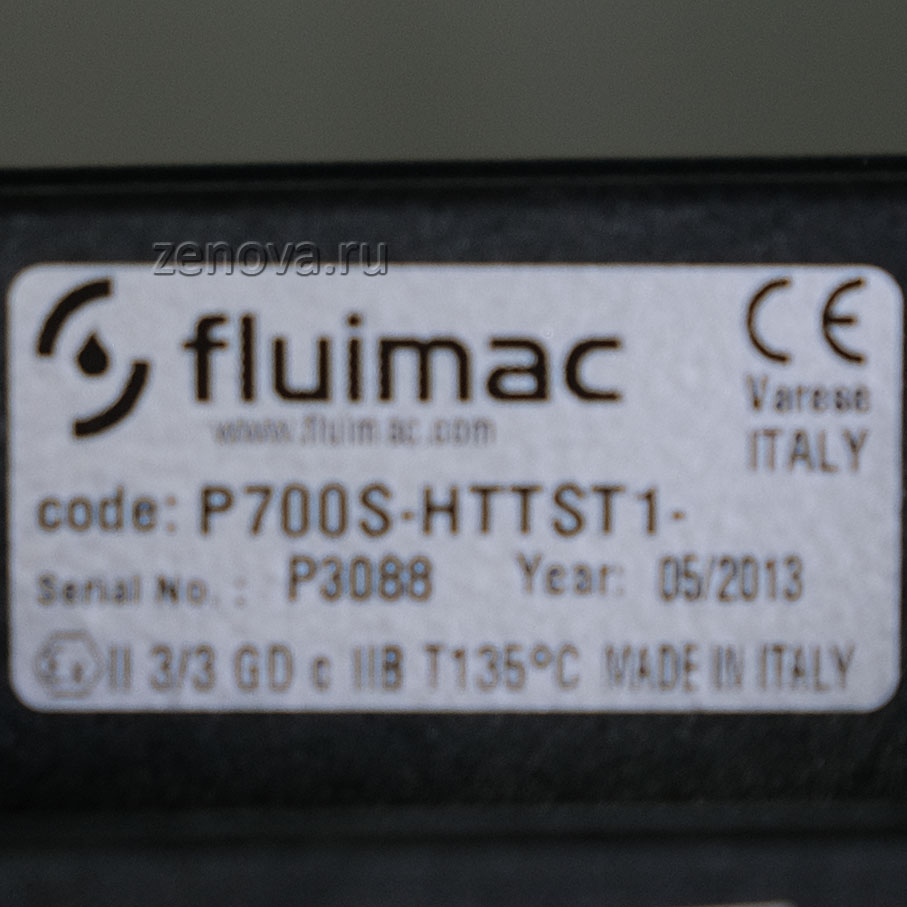 zenova.ru
fluimac
CE
www.fluimac.com
Varese
ITALY
code: P700S-HTTST1-
Serial No.: P3088 Year: 05/2013
Ex II 3/3 GD c IIB T135°C MADE IN ITALY